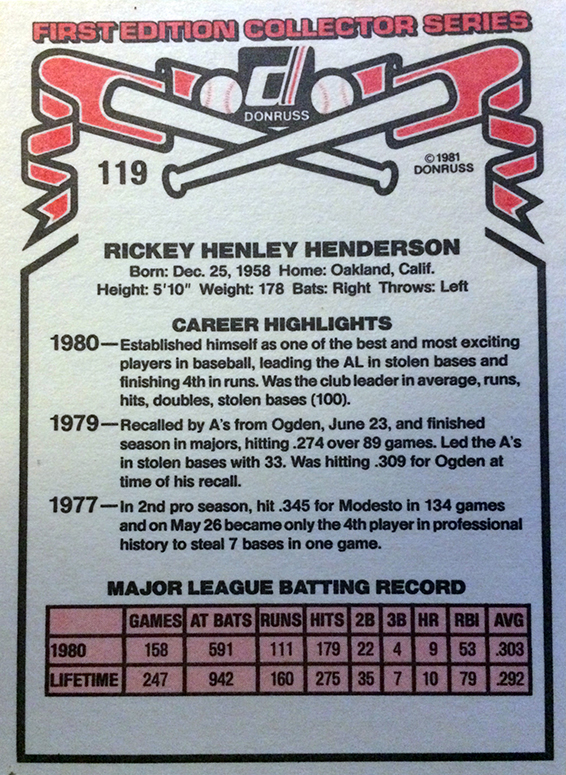 FIRST EDITION COLLECTOR SERIES
d
DONRUSS
119
©1981
DONRUSS
RICKEY HENLEY HENDERSON
Born: Dec. 25, 1958 Home: Oakland, Calif.
Height: 5'10" Weight: 178 Bats: Right Throws: Left
CAREER HIGHLIGHTS
1980—Established himself as one of the best and most exciting
players in baseball, leading the AL in stolen bases and
finishing 4th in runs. Was the club leader in average, runs,
hits, doubles, stolen bases (100).
1979—Recalled by A's from Ogden, June 23, and finished
season in majors, hitting .274 over 89 games. Led the A's
in stolen bases with 33. Was hitting .309 for Ogden at
time of his recall.
1977—In 2nd pro season, hit .345 for Modesto in 134 games
and on May 26 became only the 4th player in professional
history to steal 7 bases in one game.
MAJOR LEAGUE BATTING RECORD
GAMES AT BATS RUNS HITS 2B 3B HR RBI AVG
1980 158 591 111 179 22 4 9 53 .303
LIFETIME 247 942 160 275 35 7 10 79 .292